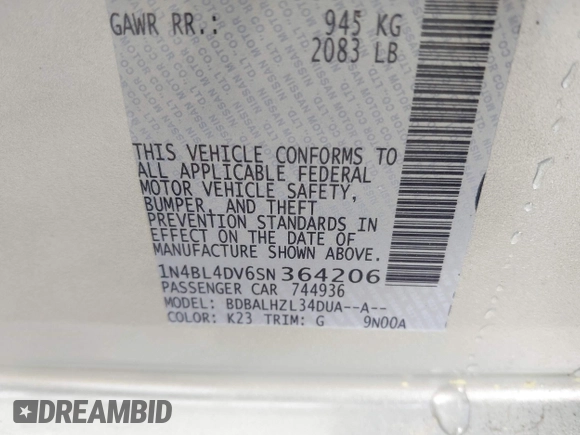 GAWR RR.: 945 KG
2083 LB
THIS VEHICLE CONFORMS TO
ALL APPLICABLE FEDERAL
MOTOR VEHICLE SAFETY,
BUMPER, AND THEFT
PREVENTION STANDARDS IN
EFFECT ON THE DATE OF
MANUFACTURE SHOWN ABOVE.
1N4BL4DV6SN364206
PASSENGER CAR 744936
MODEL: BDBALHZL34DUA--A--
COLOR: K23 TRIM: G 9N00A
DREAMBID